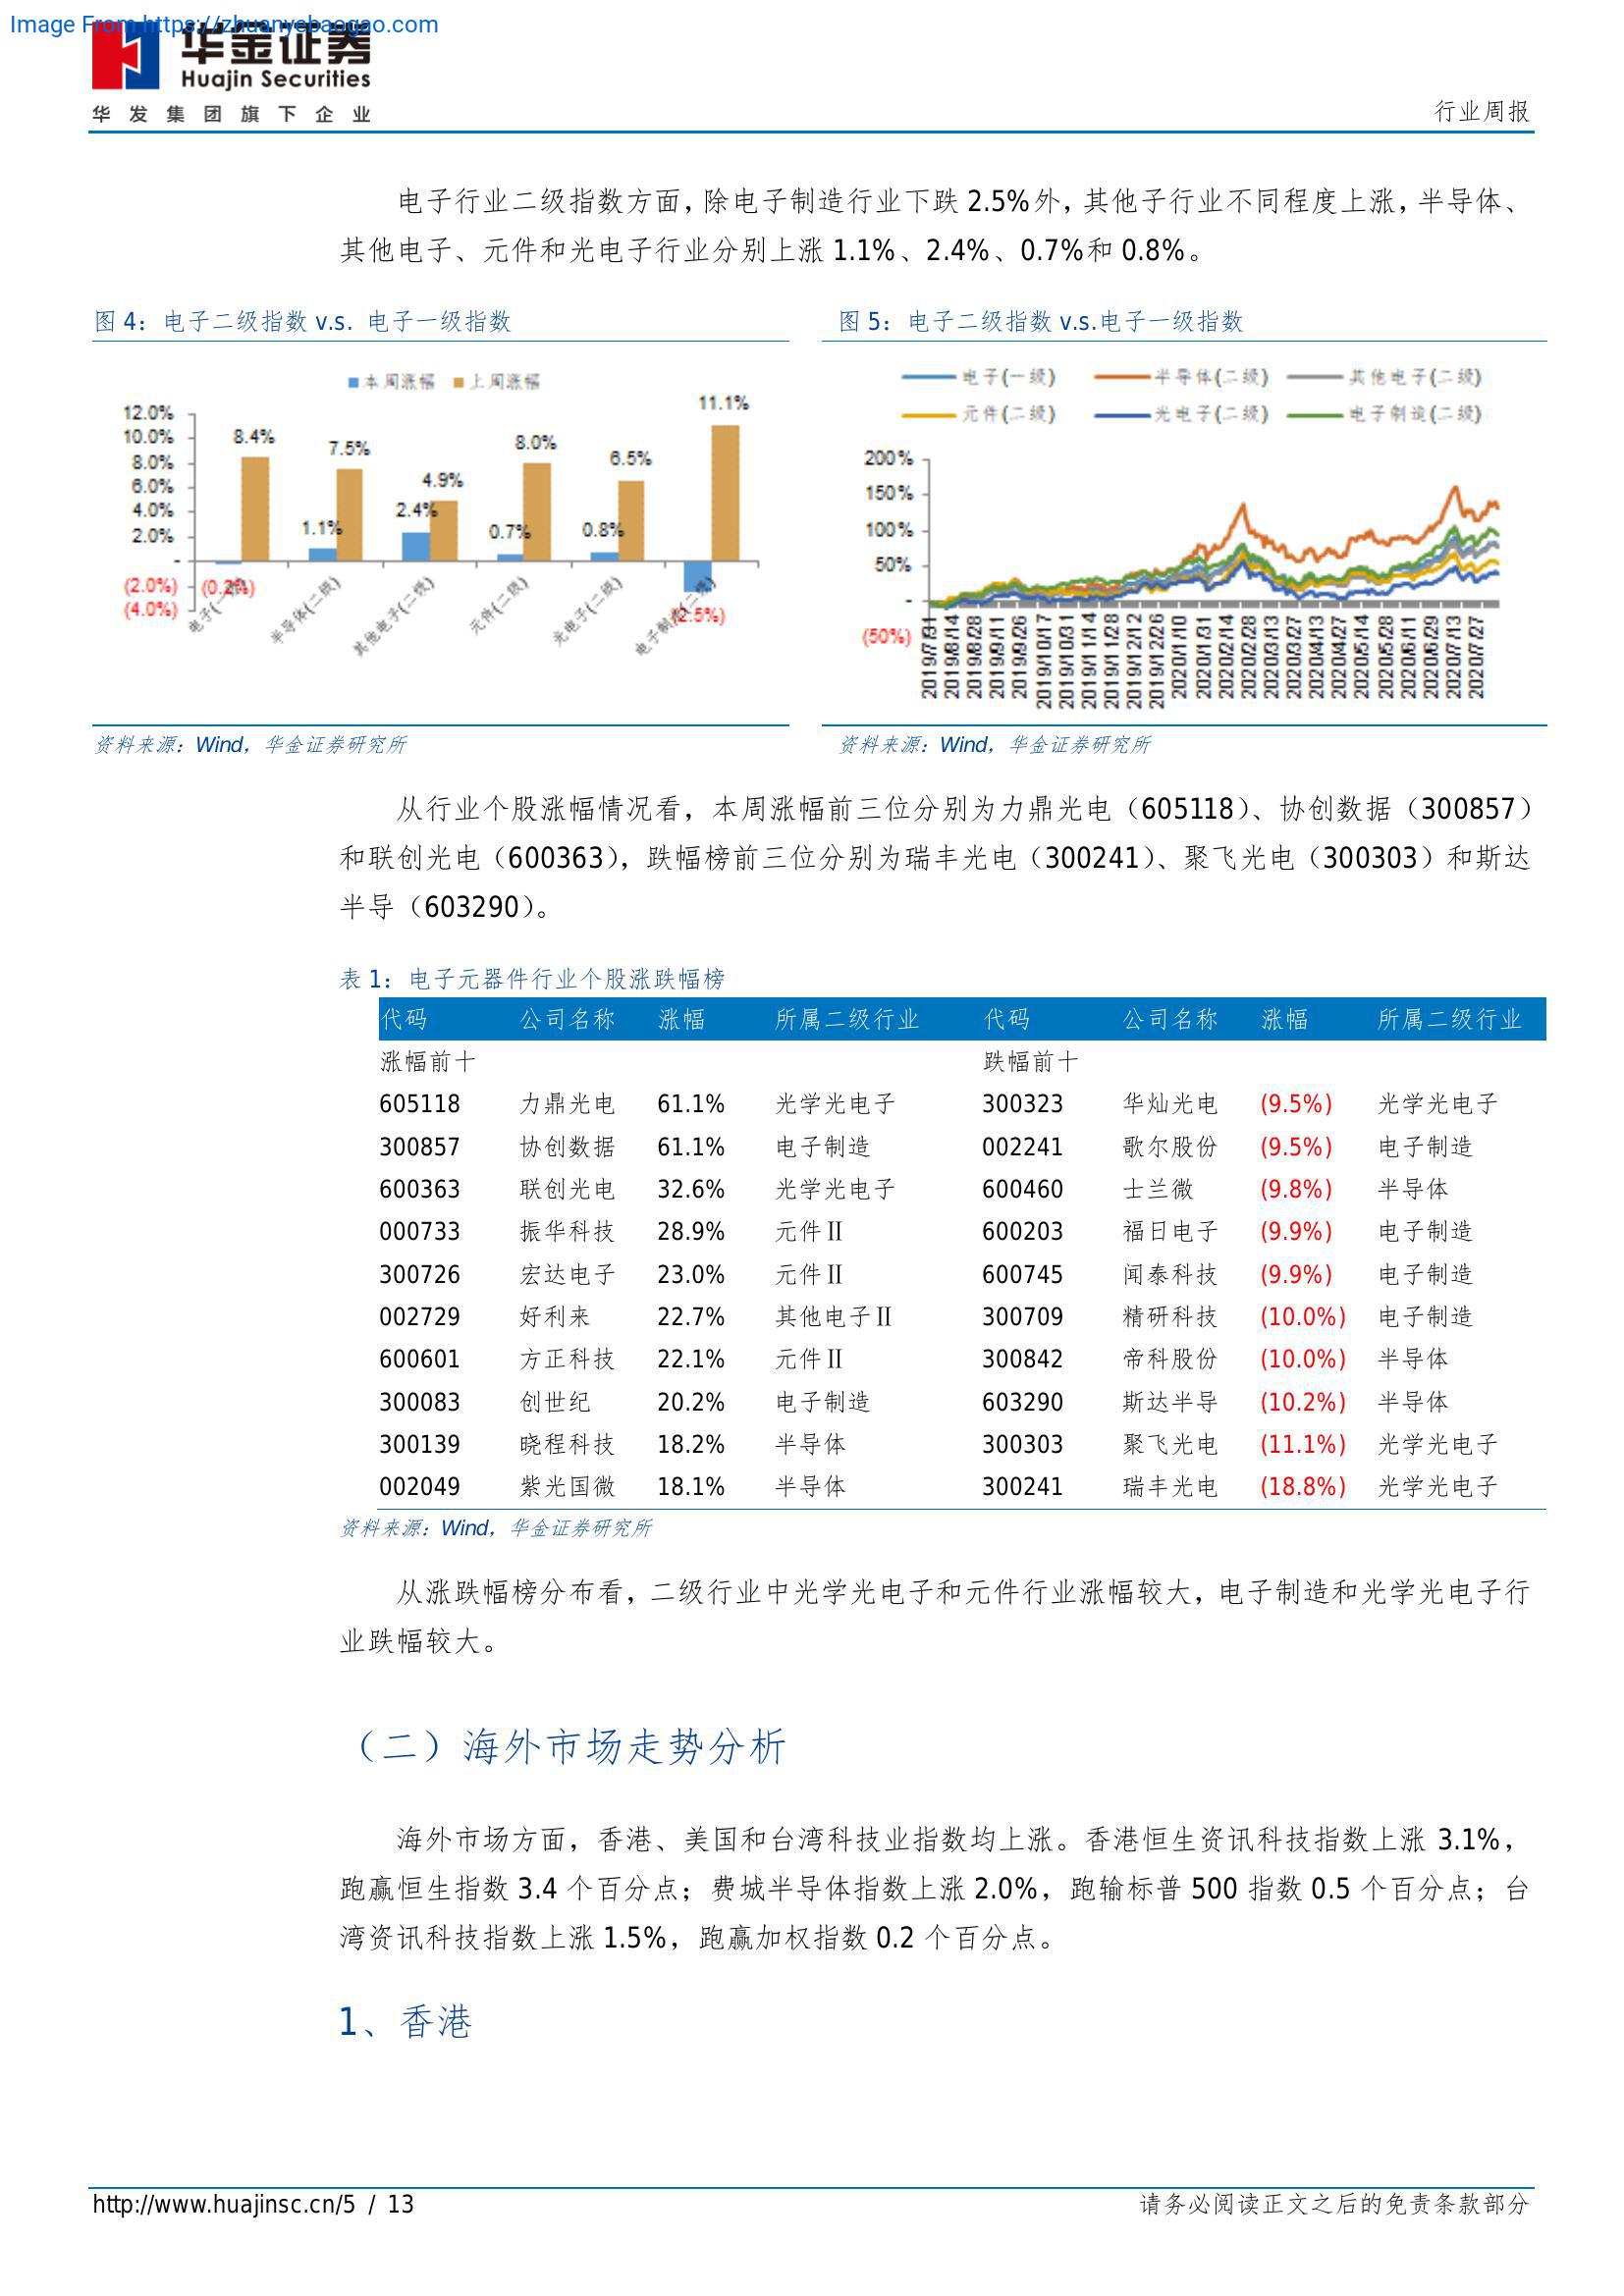 Image From https://zhuanyebaogao.com
华金证券
Huajin Securities
华发集团旗下企业
行业周报
电子行业二级指数方面，除电子制造行业下跌 2.5%外，其他子行业不同程度上涨，半导体、
其他电子、元件和光电子行业分别上涨 1.1%、2.4%、0.7%和 0.8%。
图 4：电子二级指数 v.s. 电子一级指数
本周涨幅 上周涨幅
12.0%
10.0%
8.0%
6.0%
4.0%
2.0%
-
(2.0%)
(4.0%)
8.4% 7.5% 4.9% 8.0% 6.5% 11.1%
(0.2%) 1.1% 2.4% 0.7% 0.8% (2.5%)
电子(一级) 半导体(二级) 其他电子(二级) 元件(二级) 光电子(二级) 电子制造(二级)
资料来源：Wind，华金证券研究所
图 5：电子二级指数 v.s.电子一级指数
电子(一级) 半导体(二级) 其他电子(二级)
元件(二级) 光电子(二级) 电子制造(二级)
200%
150%
100%
50%
-
(50%)
2019/7/31 2019/8/14 2019/8/28 2019/9/11 2019/9/26 2019/10/17 2019/10/31 2019/11/14 2019/11/28 2019/12/12 2019/12/26 2020/1/10 2020/1/31 2020/2/14 2020/2/28 2020/3/13 2020/3/27 2020/4/13 2020/4/27 2020/5/14 2020/5/28 2020/6/11 2020/6/29 2020/7/13 2020/7/27
资料来源：Wind，华金证券研究所
从行业个股涨幅情况看，本周涨幅前三位分别为力鼎光电（605118）、协创数据（300857）
和联创光电（600363），跌幅榜前三位分别为瑞丰光电（300241）、聚飞光电（300303）和斯达
半导（603290）。
表 1：电子元器件行业个股涨跌幅榜
代码 公司名称 涨幅 所属二级行业 代码 公司名称 涨幅 所属二级行业
涨幅前十 跌幅前十
605118 力鼎光电 61.1% 光学光电子 300323 华灿光电 (9.5%) 光学光电子
300857 协创数据 61.1% 电子制造 002241 歌尔股份 (9.5%) 电子制造
600363 联创光电 32.6% 光学光电子 600460 士兰微 (9.8%) 半导体
000733 振华科技 28.9% 元件Ⅱ 600203 福日电子 (9.9%) 电子制造
300726 宏达电子 23.0% 元件Ⅱ 600745 闻泰科技 (9.9%) 电子制造
002729 好利来 22.7% 其他电子Ⅱ 300709 精研科技 (10.0%) 电子制造
600601 方正科技 22.1% 元件Ⅱ 300842 帝科股份 (10.0%) 半导体
300083 创世纪 20.2% 电子制造 603290 斯达半导 (10.2%) 半导体
300139 晓程科技 18.2% 半导体 300303 聚飞光电 (11.1%) 光学光电子
002049 紫光国微 18.1% 半导体 300241 瑞丰光电 (18.8%) 光学光电子
资料来源：Wind，华金证券研究所
从涨跌幅榜分布看，二级行业中光学光电子和元件行业涨幅较大，电子制造和光学光电子行
业跌幅较大。
（二）海外市场走势分析
海外市场方面，香港、美国和台湾科技业指数均上涨。香港恒生资讯科技指数上涨 3.1%，
跑赢恒生指数 3.4 个百分点；费城半导体指数上涨 2.0%，跑输标普 500 指数 0.5 个百分点；台
湾资讯科技指数上涨 1.5%，跑赢加权指数 0.2 个百分点。
1、香港
http://www.huajinsc.cn/5 / 13
请务必阅读正文之后的免责条款部分